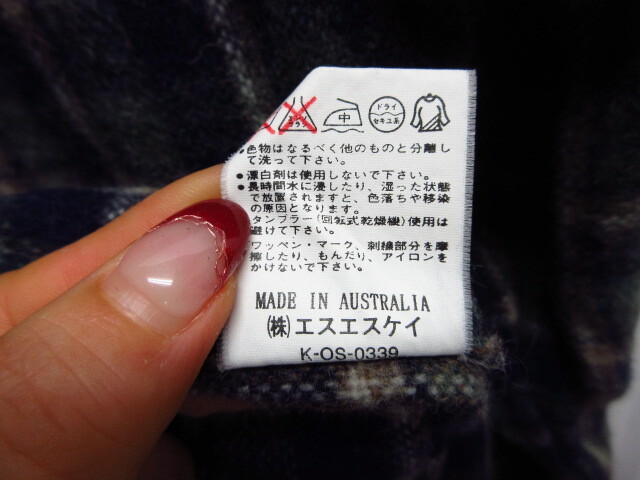 エンソ
サラシ
中
ドライ
セキユ系
●色物はなるべく他のものと分離し
て洗って下さい。
●漂白剤は使用しないで下さい。
●長時間水に浸したり、湿った状態
で放置されますと、色落ちや移染
の原因となります。
タンブラー(回転式乾燥機)使用は
避けて下さい。
ワッペン・マーク、刺繍部分を摩
擦したり、もんだり、アイロンを
かけないで下さい。
MADE IN AUSTRALIA
(株)エスエスケイ
K-OS-0339